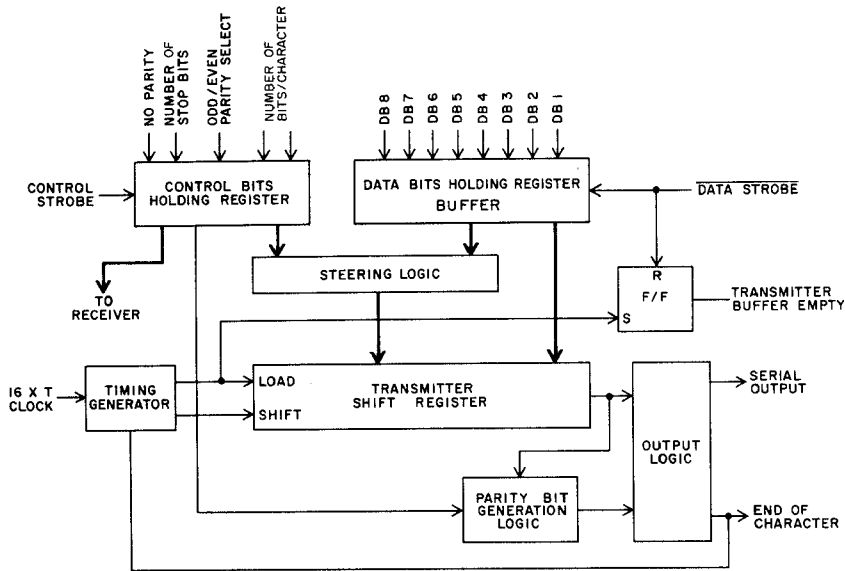 NO PARITY
NUMBER OF
STOP BITS
ODD/EVEN
PARITY SELECT
NUMBER OF
BITS/CHARACTER
DB8
DB7
DB6
DB5
DB4
DB3
DB2
DB1
CONTROL
STROBE
CONTROL BITS
HOLDING REGISTER
DATA BITS HOLDING REGISTER
BUFFER
DATA STROBE
STEERING LOGIC
TO
RECEIVER
R
F/F
S
TRANSMITTER
BUFFER EMPTY
16 X T
CLOCK
TIMING
GENERATOR
LOAD
SHIFT
TRANSMITTER
SHIFT REGISTER
OUTPUT
LOGIC
SERIAL
OUTPUT
PARITY BIT
GENERATION
LOGIC
END OF
CHARACTER